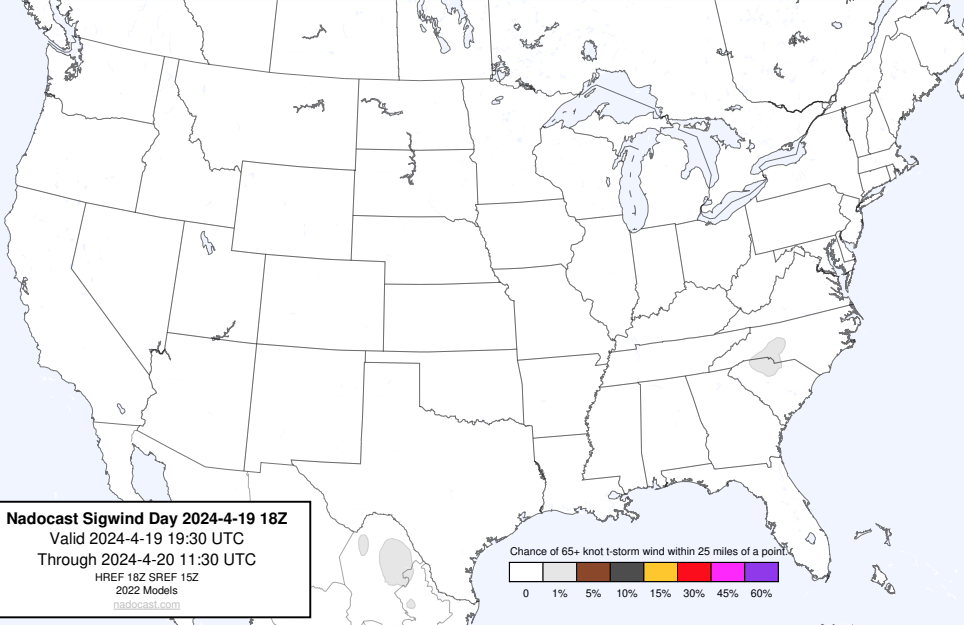 Nadocast Sigwind Day 2024-4-19 18Z
Valid 2024-4-19 19:30 UTC
Through 2024-4-20 11:30 UTC
HREF 18Z SREF 15Z
2022 Models
nadocast.com
Chance of 65+ knot t-storm wind within 25 miles of a point.
0 1% 5% 10% 15% 30% 45% 60%